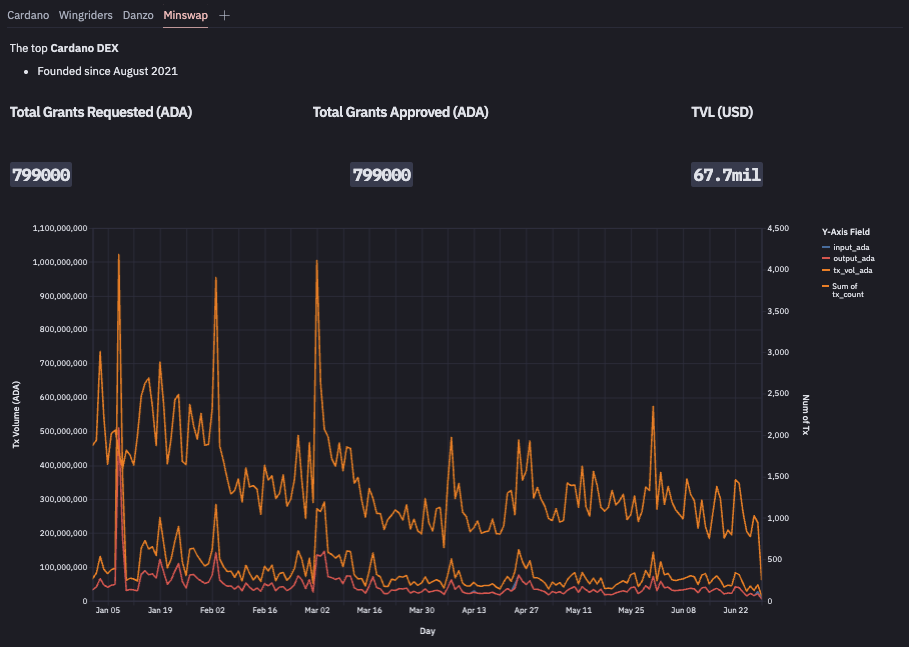 Cardano Wingriders Danzo Minswap +
The top Cardano DEX
• Founded since August 2021
Total Grants Requested (ADA) Total Grants Approved (ADA) TVL (USD)
799000 799000 67.7mil
Y-Axis Field
input_ada
output_ada
tx_vol_ada
Sum of
tx_count
1,100,000,000
1,000,000,000
900,000,000
800,000,000
700,000,000
600,000,000
500,000,000
400,000,000
300,000,000
200,000,000
100,000,000
0
Tx Volume (ADA)
4,500
4,000
3,500
3,000
2,500
2,000
1,500
1,000
500
0
Num of Tx
Jan 05 Jan 19 Feb 02 Feb 16 Mar 02 Mar 16 Mar 30 Apr 13 Apr 27 May 11 May 25 Jun 08 Jun 22
Day